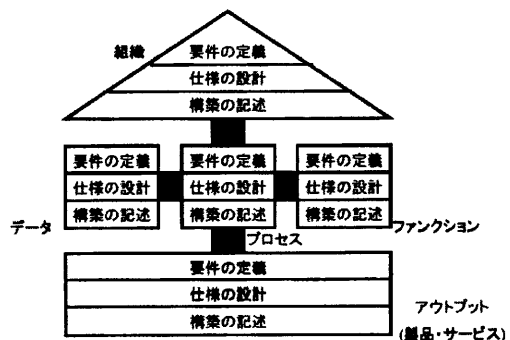 組織
要件の定義
仕様の設計
構築の記述
要件の定義 要件の定義 要件の定義
仕様の設計 仕様の設計 仕様の設計
構築の記述 構築の記述 構築の記述
データ
ファンクション
プロセス
要件の定義
仕様の設計
構築の記述
アウトプット
(製品・サービス)